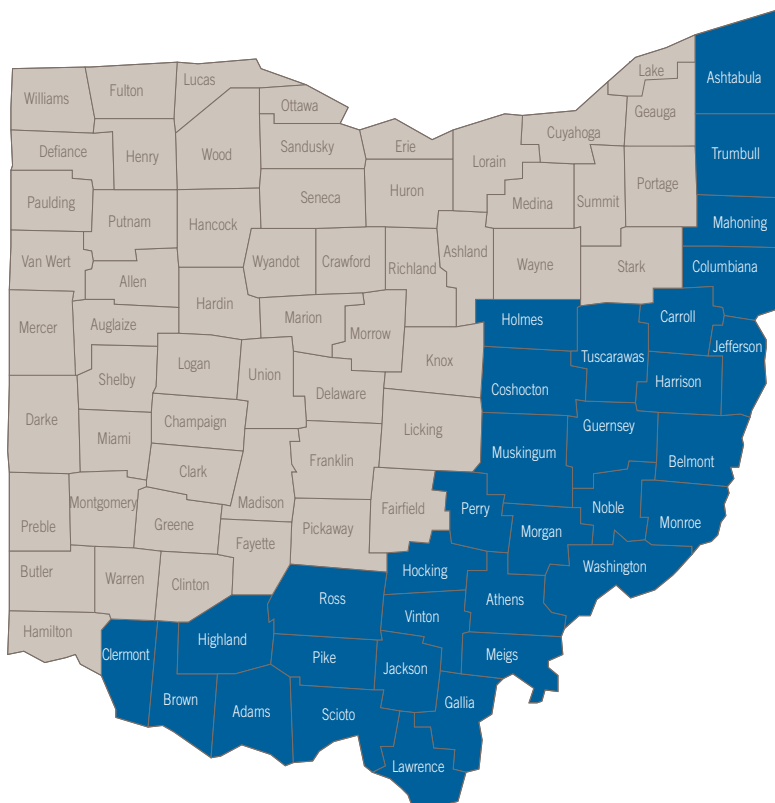 Lake
Ashtabula
Lucas
Fulton
Williams
Ottawa
Geauga
Cuyahoga
Erie
Sandusky
Defiance
Henry
Wood
Trumbull
Lorain
Huron
Portage
Seneca
Paulding
Medina
Summit
Putnam
Hancock
Mahoning
Ashland
Van Wert
Wyandot
Crawford
Richland
Wayne
Stark
Columbiana
Allen
Hardin
Marion
Holmes
Carroll
Mercer
Auglaize
Morrow
Jefferson
Tuscarawas
Knox
Logan
Union
Shelby
Harrison
Coshocton
Delaware
Darke
Champaign
Guernsey
Licking
Miami
Muskingum
Franklin
Belmont
Clark
Montgomery
Madison
Fairfield
Perry
Noble
Preble
Greene
Pickaway
Monroe
Morgan
Fayette
Washington
Butler
Warren
Clinton
Hocking
Ross
Athens
Vinton
Hamilton
Highland
Clermont
Pike
Meigs
Jackson
Brown
Gallia
Adams
Scioto
Lawrence